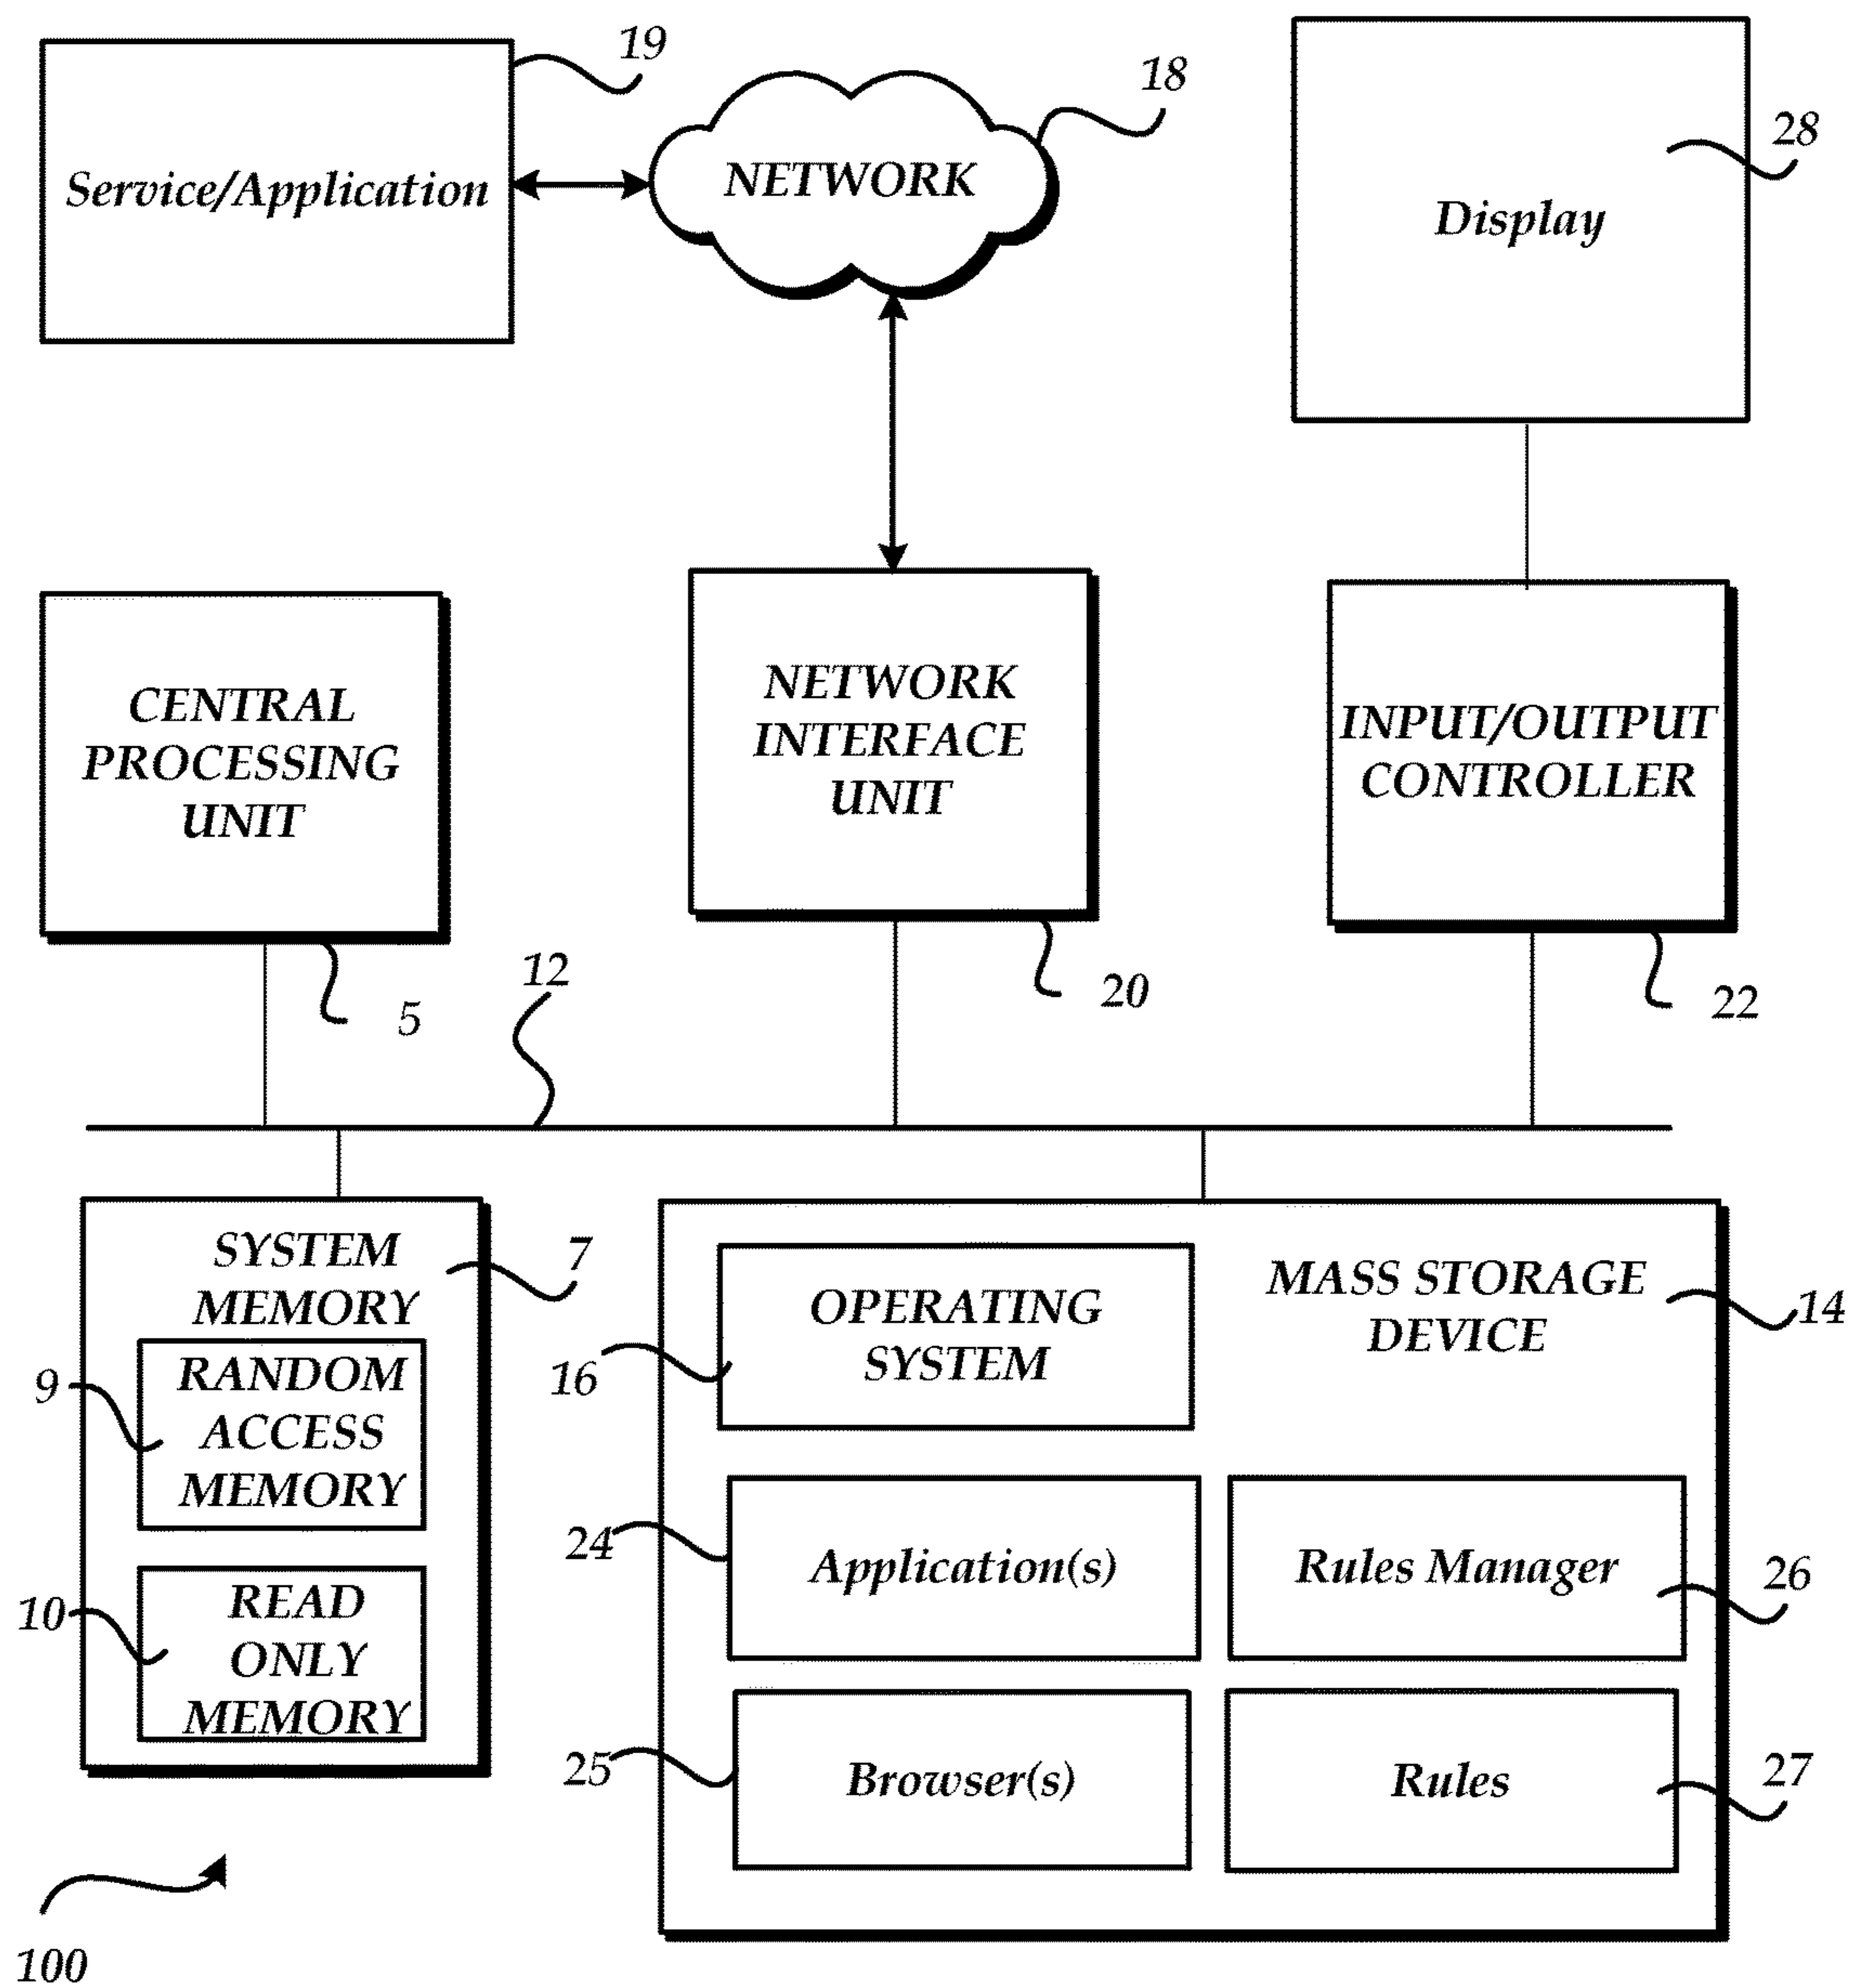 19
18
28
Service/Application
NETWORK
Display
CENTRAL
PROCESSING
UNIT
NETWORK
INTERFACE
UNIT
INPUT/OUTPUT
CONTROLLER
5
12
20
22
SYSTEM
MEMORY
7
9
RANDOM
ACCESS
MEMORY
10
READ
ONLY
MEMORY
MASS STORAGE
DEVICE
14
OPERATING
SYSTEM
16
24
Application(s)
Rules Manager
26
25
Browser(s)
Rules
27
100